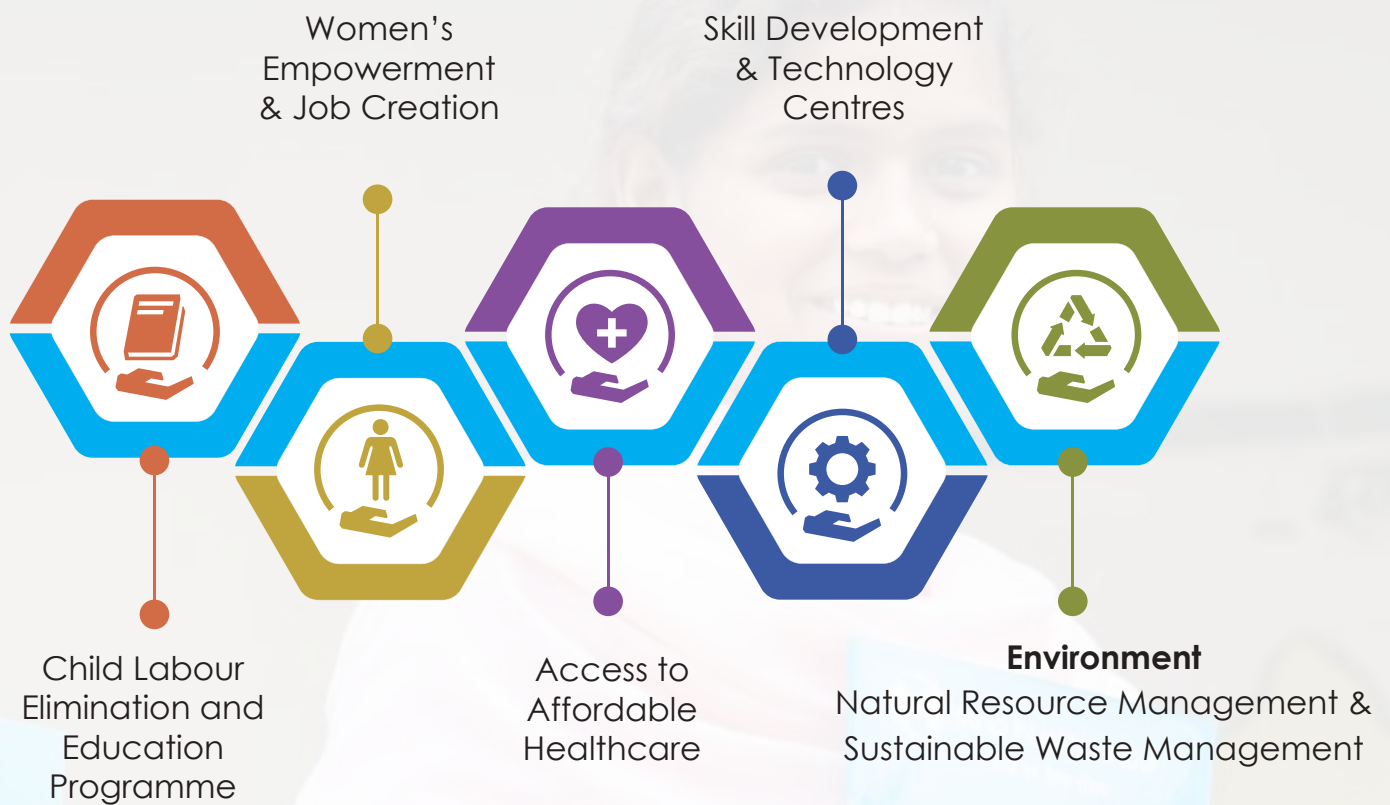 Women's
Empowerment
& Job Creation
Skill Development
& Technology
Centres
Child Labour
Elimination and
Education
Programme
Access to
Affordable
Healthcare
Environment
Natural Resource Management &
Sustainable Waste Management